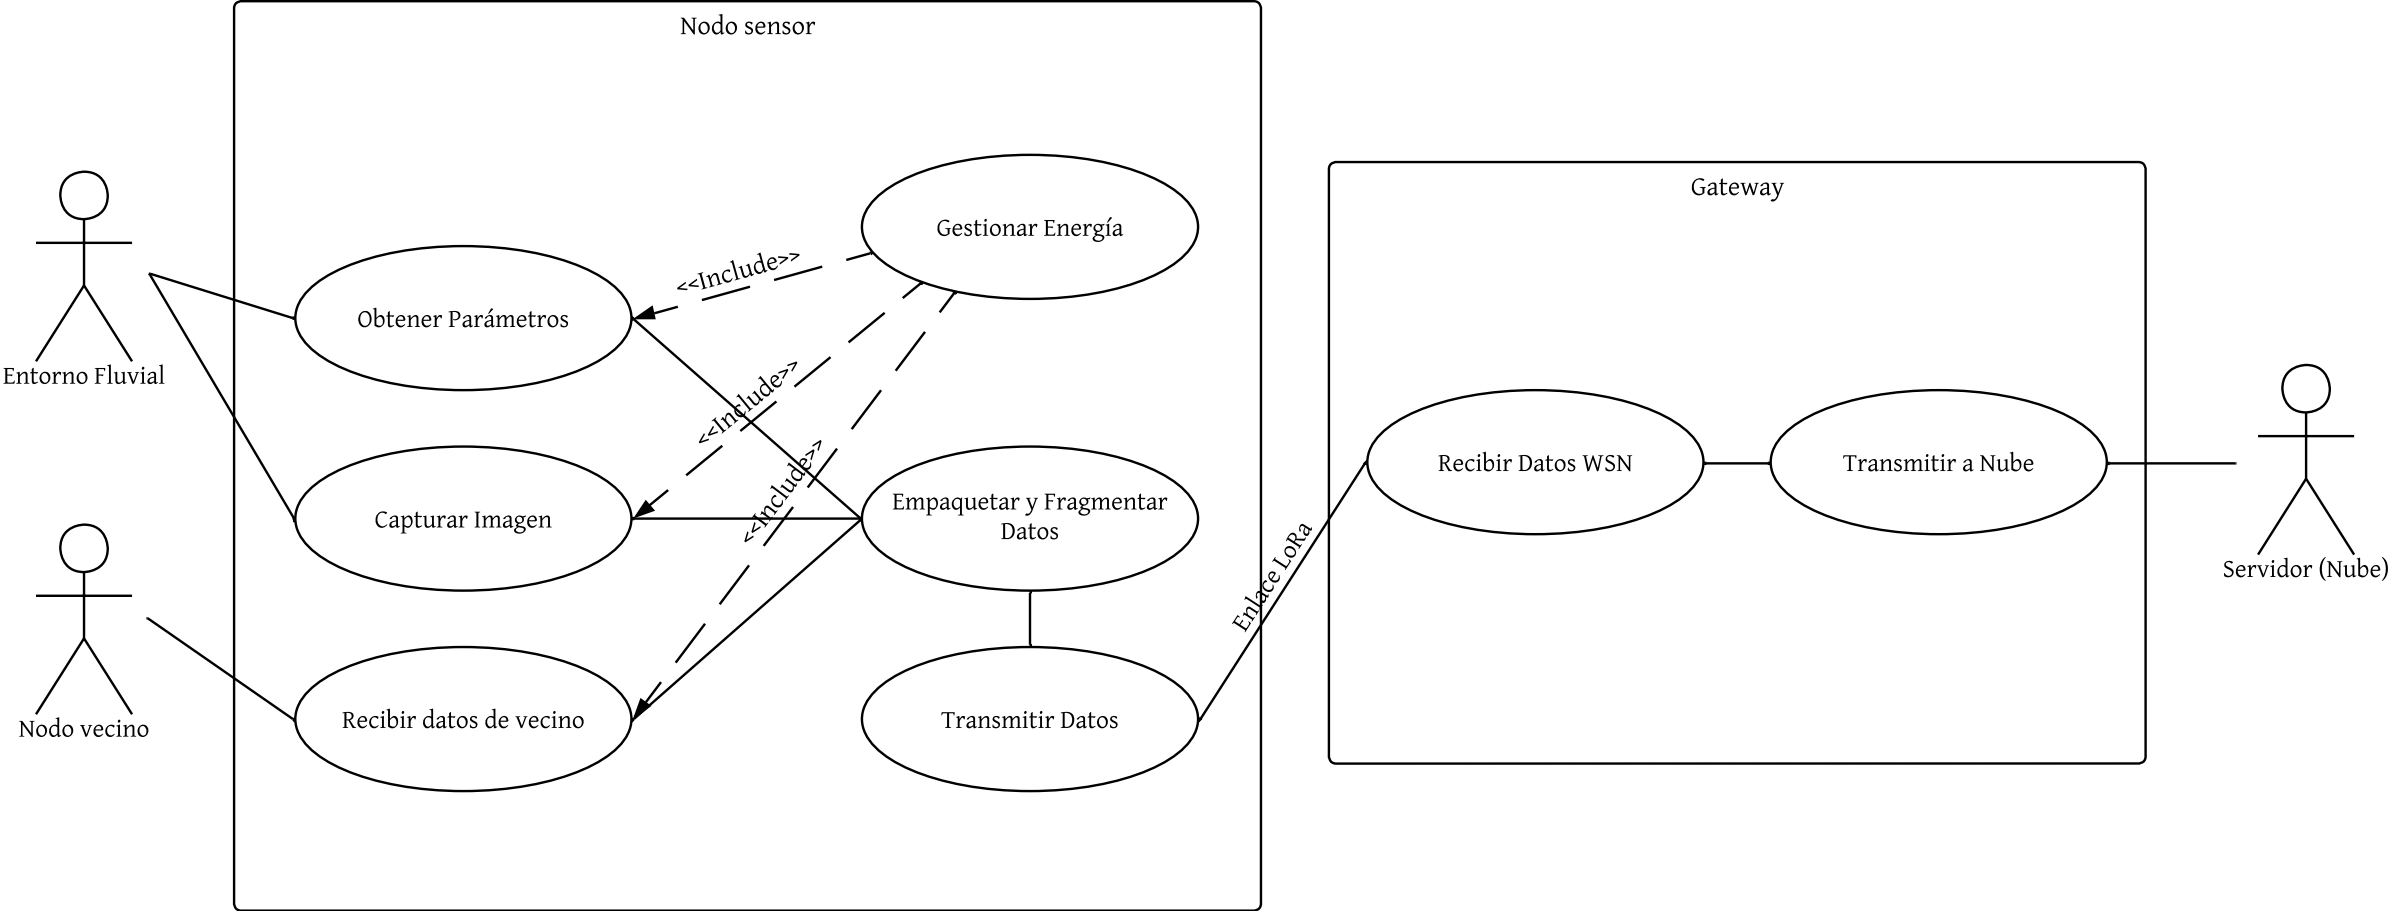 Nodo sensor
Gateway
Gestionar Energía
<<Include>>
Obtener Parámetros
Entorno Fluvial
<<Include>>
<<Include>>
Recibir Datos WSN
Transmitir a Nube
Empaquetar y Fragmentar
Datos
Capturar Imagen
Enlace LoRa
Servidor (Nube)
Nodo vecino
Recibir datos de vecino
Transmitir Datos